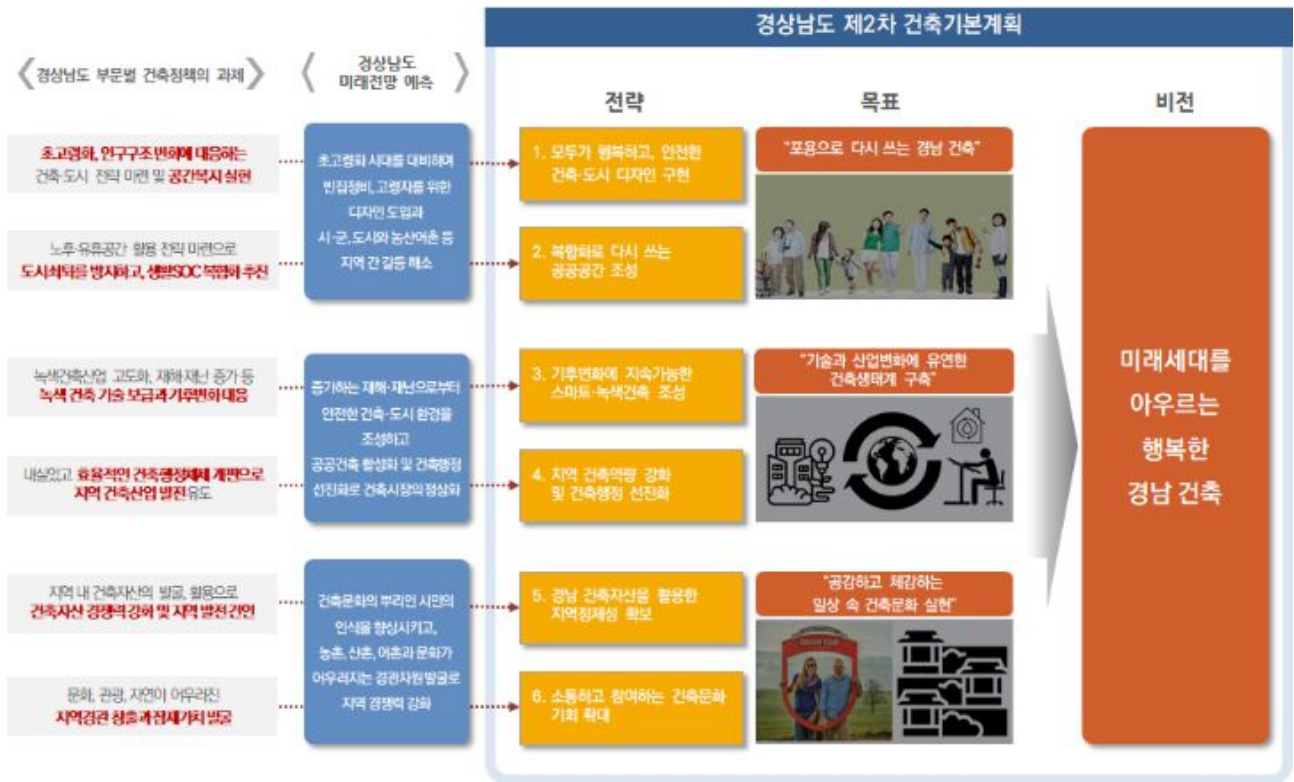 경상남도 제2차 건축기본계획
경상남도 부문별 건축정책의 과제
경상남도
미래전망 예측
전략
목표
비전
초고령화, 인구구조 변화에 대응하는
건축·도시 전략 마련 및 공간복지 실현
노후·유휴공간 활용 전략 마련으로
도시쇠퇴를 방지하고, 생활SOC 복합화 추진
초고령화 시대를 대비하여
빈집정비, 고령자를 위한
디자인 도입과
시·군, 도시와 농산어촌 등
지역 간 갈등 해소
1. 모두가 행복하고, 안전한
건축·도시 디자인 구현
2. 복합화로 다시 쓰는
공공공간 조성
"포용으로 다시 쓰는 경남 건축"
녹색건축산업 고도화, 재해·재난 증가 등
녹색 건축 기술 보급과 기후변화 대응
내실있고 효율적인 건축행정체제 개편으로
지역 건축산업 발전 유도
증가하는 재해·재난으로부터
안전한 건축·도시 환경을
조성하고
공공건축 활성화 및 건축행정
선진화로 건축시장의 정상화
3. 기후변화에 지속가능한
스마트·녹색건축 조성
4. 지역 건축역량 강화
및 건축행정 선진화
"기술과 산업변화에 유연한
건축생태계 구축"
지역 내 건축자산의 발굴, 활용으로
건축자산 경쟁력 강화 및 지역 발전 견인
문화, 관광, 자연이 어우러진
지역경관 창출과 잠재가치 발굴
건축문화의 뿌리인 시민의
인식을 향상시키고,
농촌, 산촌, 어촌과 문화가
어우러지는 경관자원 발굴로
지역 경쟁력 강화
5. 경남 건축자산을 활용한
지역정체성 확보
6. 소통하고 참여하는 건축문화
기회 확대
"공감하고 체감하는
일상 속 건축문화 실현"
미래세대를
아우르는
행복한
경남 건축